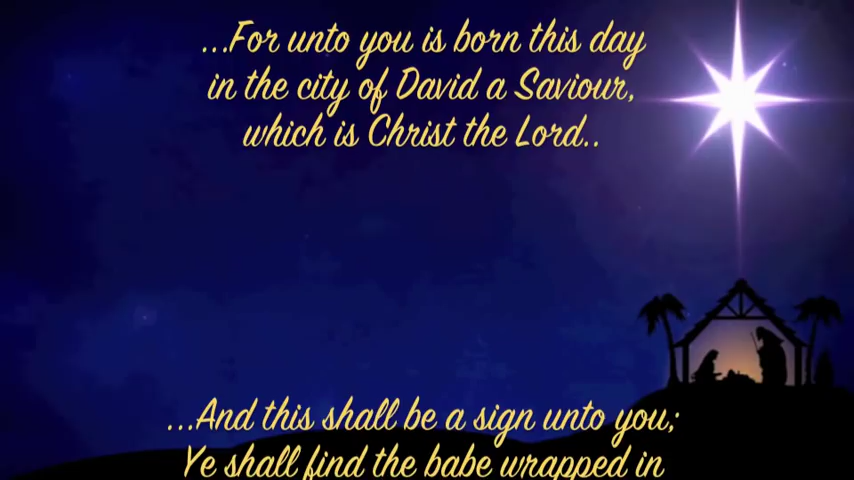 ...For unto you is born this day
in the city of David a Saviour,
which is Christ the Lord..
...And this shall be a sign unto you;
Ye shall find the babe wrapped in